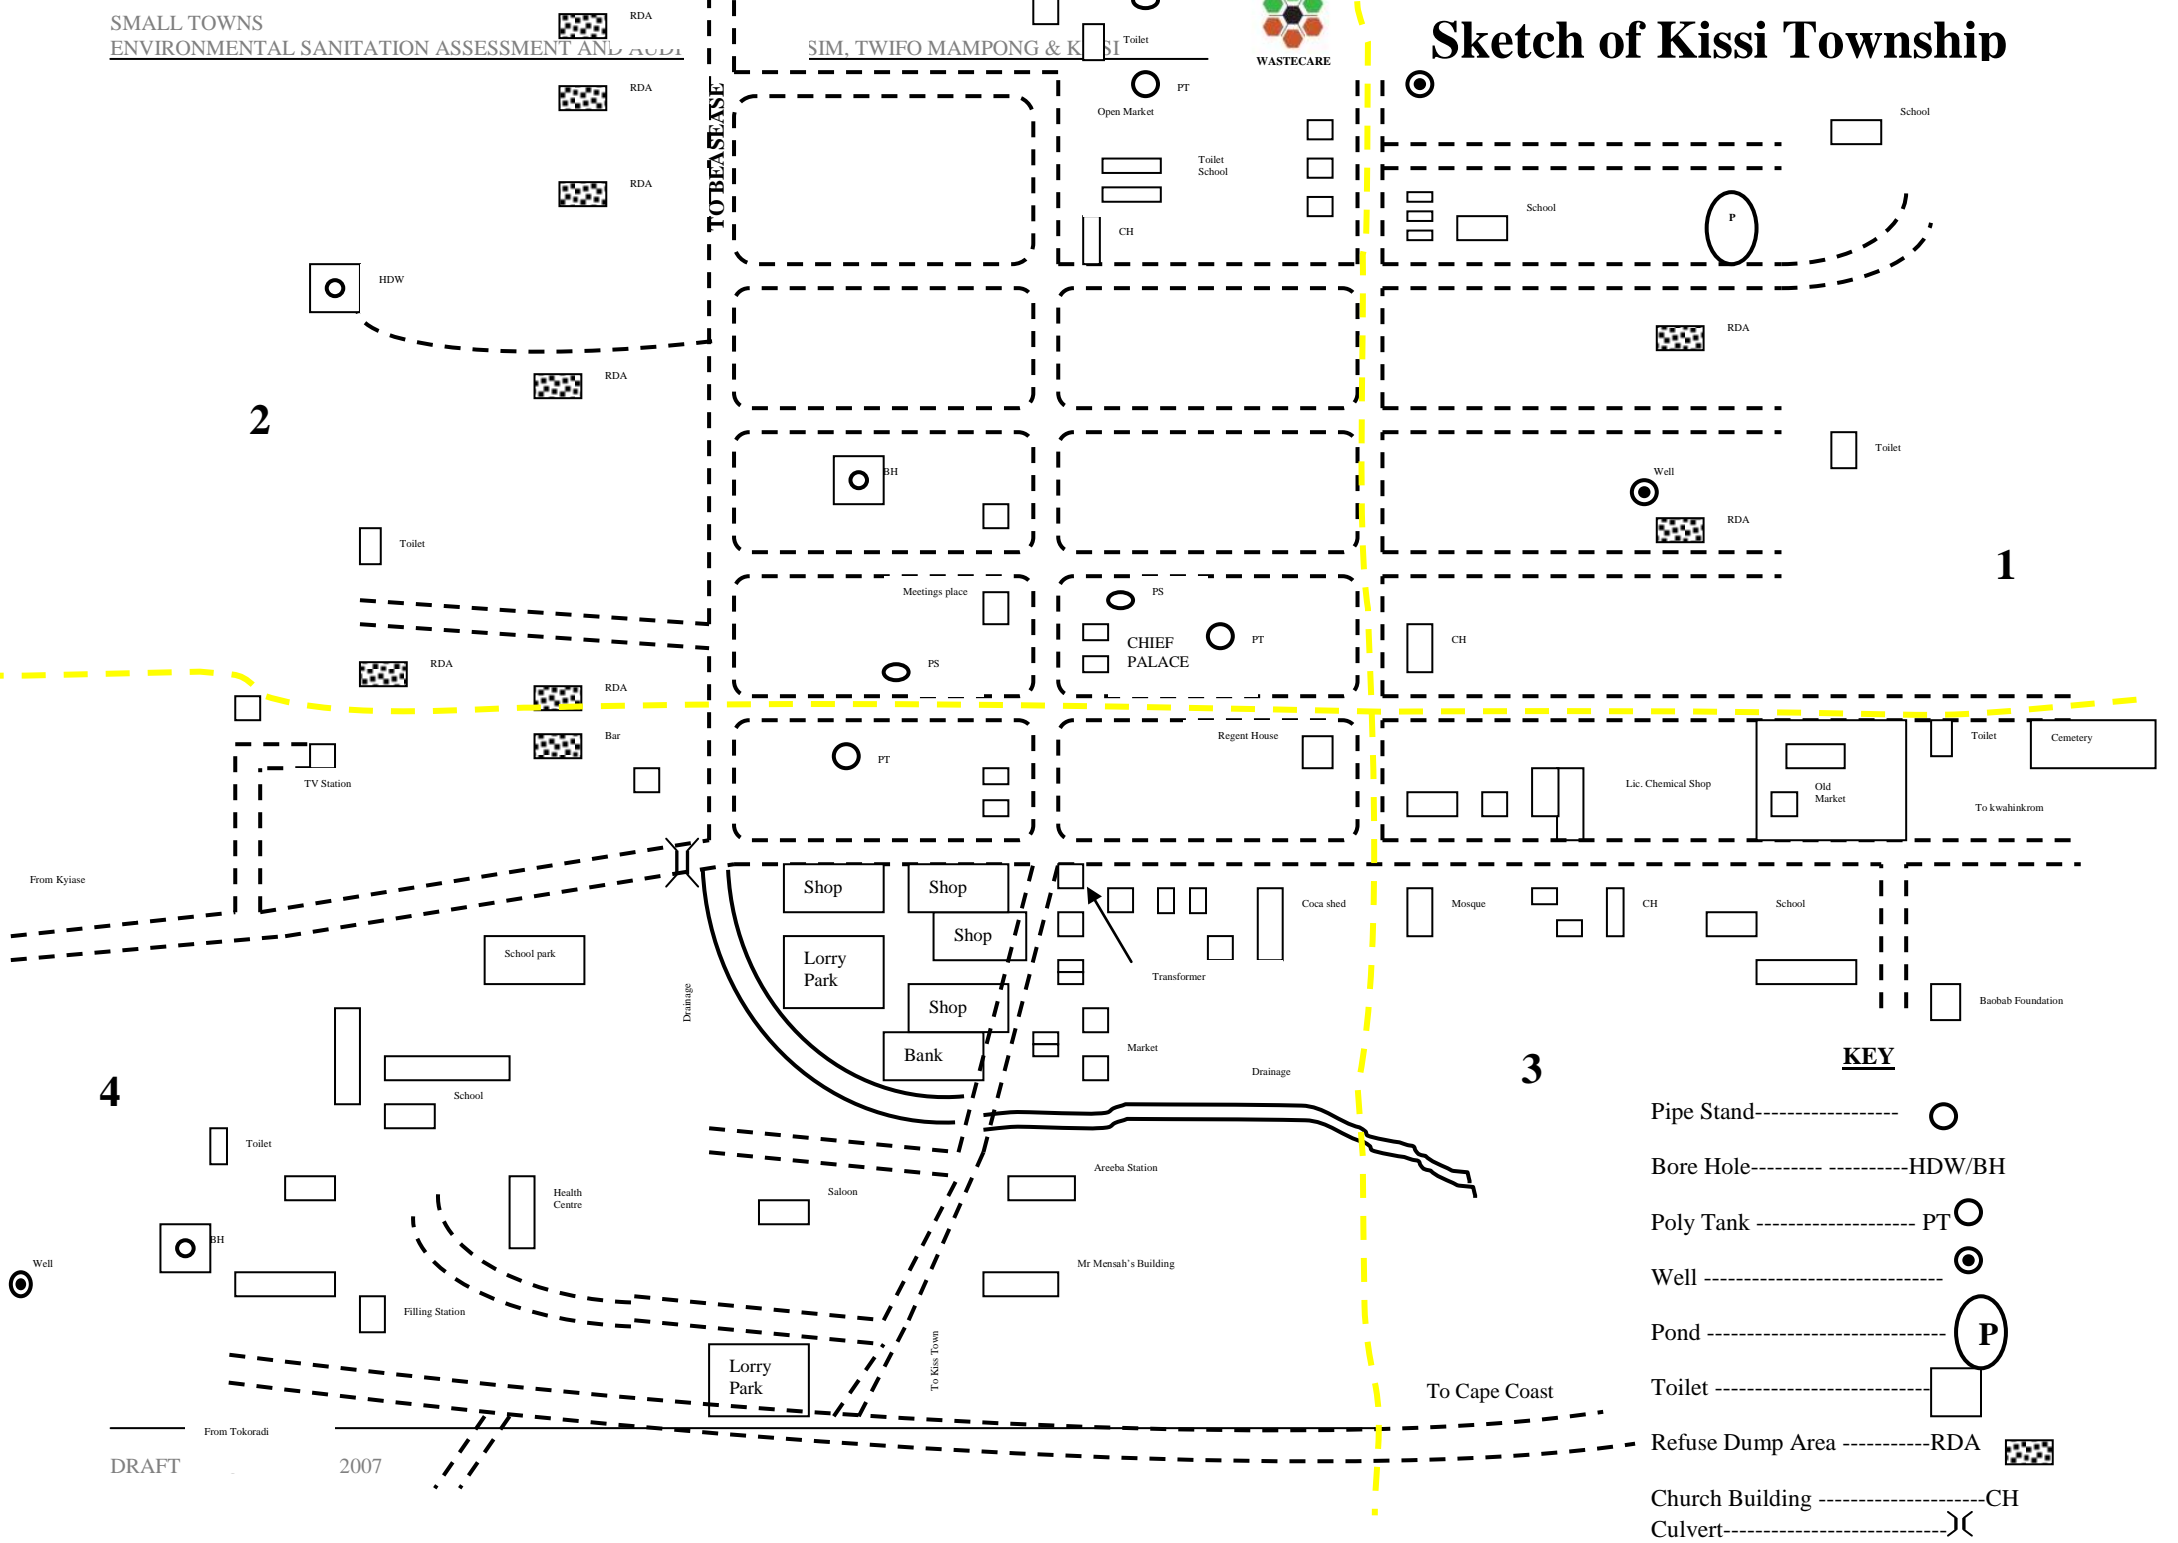 SMALL TOWNS
ENVIRONMENTAL SANITATION ASSESSMENT AND
SIM, TWIFO MAMPONG &
WASTECARE
Sketch of Kissi Township
RDA
Toilet
RDA
PT
Open Market
School
TO BEASEASE
Toilet
School
RDA
School
P
CH
HDW
RDA
RDA
2
Toilet
BH
Well
RDA
Toilet
1
Meetings place
PS
CHIEF
PALACE
PT
CH
PS
RDA
RDA
Bar
Regent House
Toilet
Cemetery
PT
TV Station
Lic. Chemical Shop
Old
Market
To kwahinkrom
From Kyiase
Shop
Shop
Coca shed
Mosque
CH
School
Shop
School park
Lorry
Park
Transformer
Drainage
Shop
Baobab Foundation
Bank
Market
Drainage
3
4
School
Toilet
Areeba Station
Health
Centre
Saloon
BH
Well
Mr Mensah's Building
Filling Station
To Kiss Town
Lorry
Park
To Cape Coast
From Tokoradi
DRAFT
2007
KEY
Pipe Stand------------------
Bore Hole--------- ----------HDW/BH
Poly Tank -------------------- PT
Well ------------------------------
Pond ------------------------------
P
Toilet ---------------------------
Refuse Dump Area -----------RDA
Church Building ---------------------CH
Culvert----------------------------